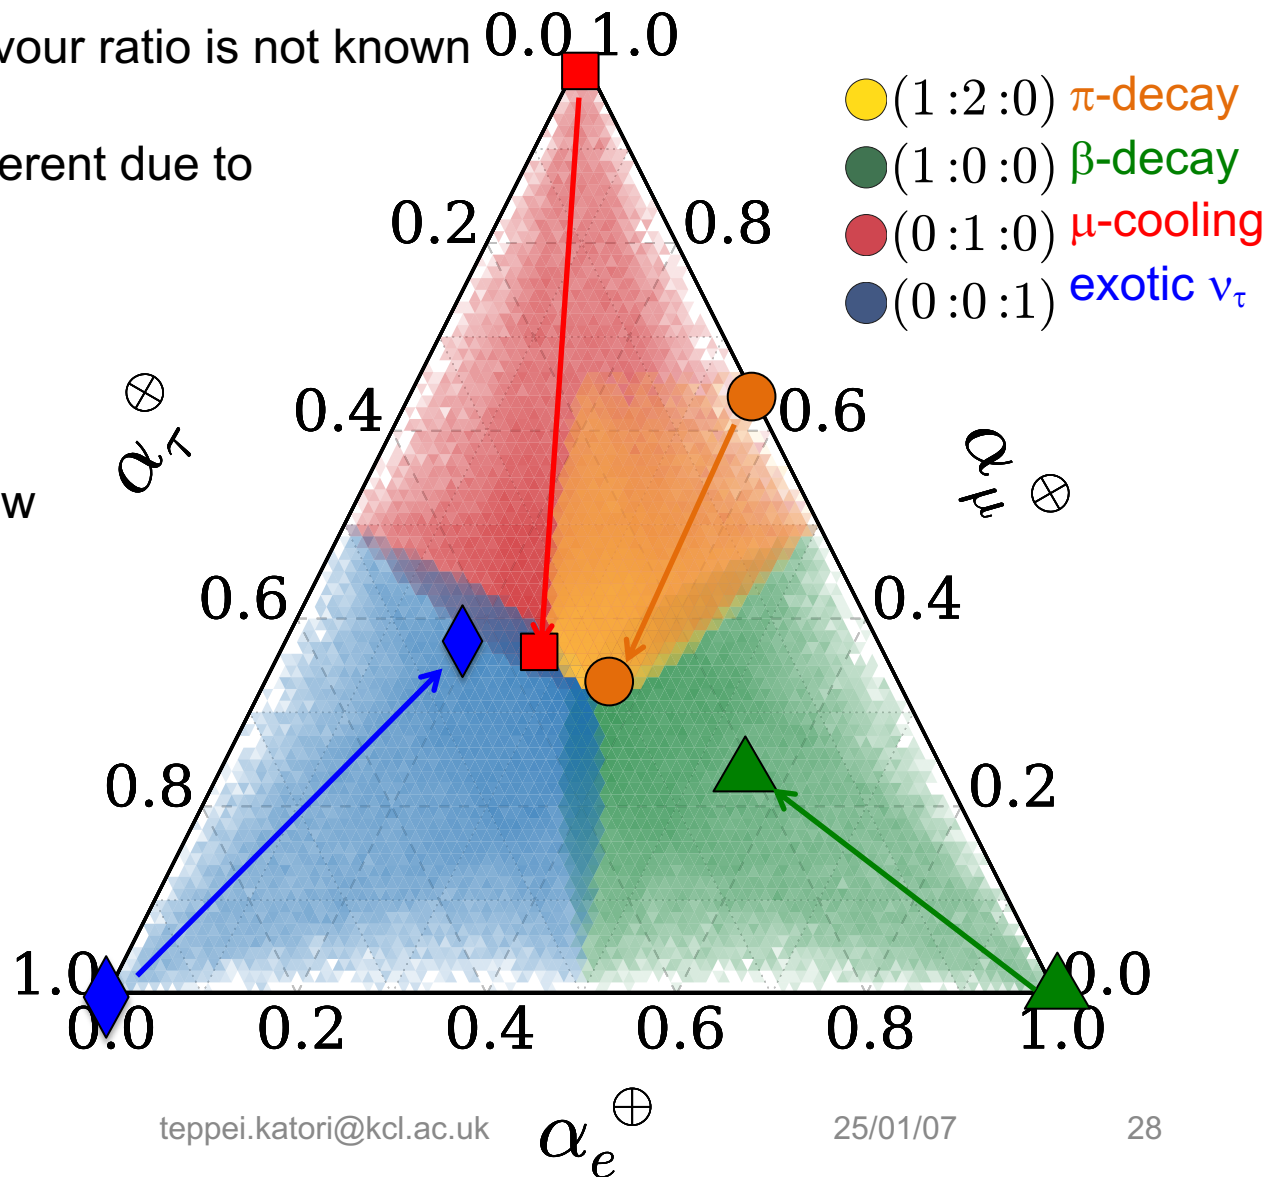 vour ratio is not known
erent due to
w
0.0 1.0
0.2 0.8
0.4 0.6
0.6 0.4
0.8 0.2
1.0 0.0
0.0 0.2 0.4 0.6 0.8 1.0
α_τ^⊗
α_μ^⊗
α_e^⊕
(1:2:0) π-decay
(1:0:0) β-decay
(0:1:0) μ-cooling
(0:0:1) exotic ν_τ
teppei.katori@kcl.ac.uk 25/01/07 28